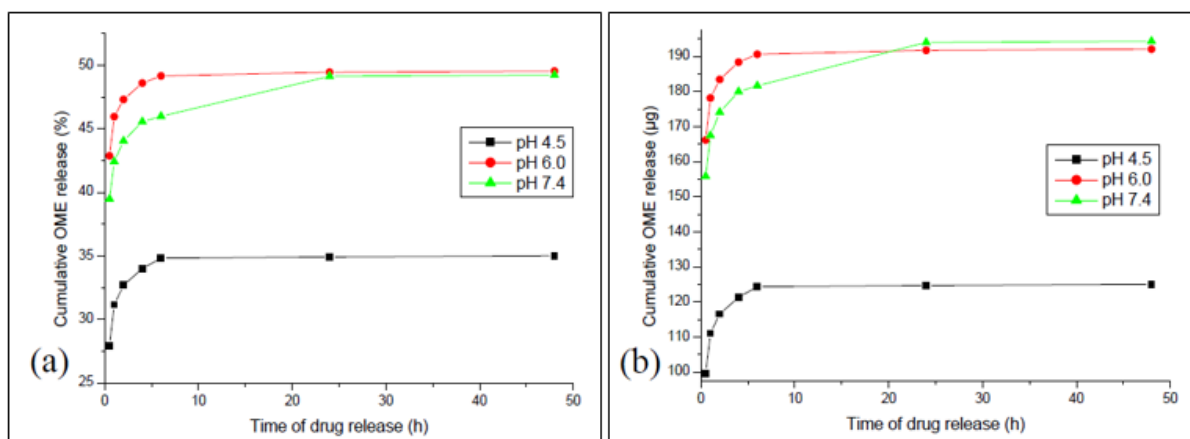 Cumulative OME release (%)
50
45
40
35
30
25
pH 4.5
pH 6.0
pH 7.4
(a)
0 10 20 30 40 50
Time of drug release (h)
Cumulative OME release (µg)
190
180
170
160
150
140
130
120
110
100
pH 4.5
pH 6.0
pH 7.4
(b)
0 10 20 30 40 50
Time of drug release (h)